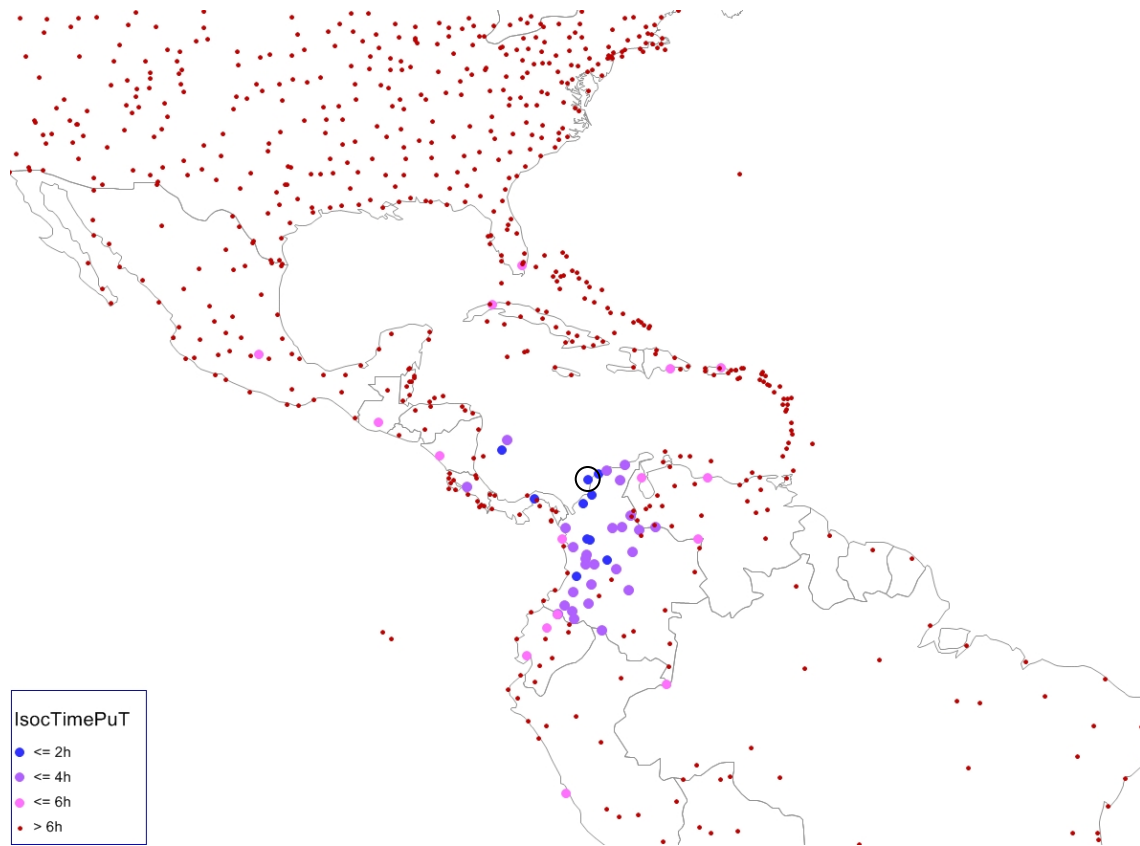 IsocTimePuT
<= 2h
<= 4h
<= 6h
> 6h